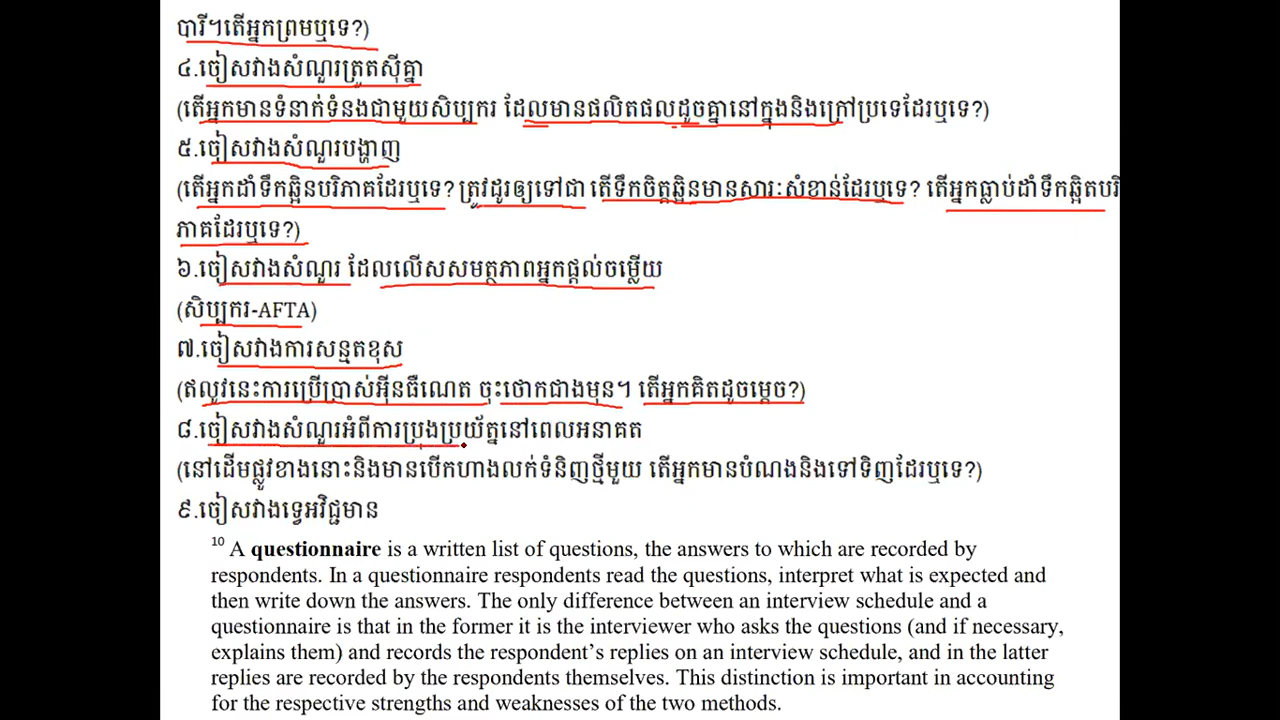 បារី។តើអ្នកព្រមឬទេ?)
៤.ចៀសវាងសំណួរត្រួតស៊ីគ្នា
(តើអ្នកមានទំនាក់ទំនងជាមួយសិប្បករ ដែលមានផលិតផលដូចគ្នានៅក្នុងនិងក្រៅប្រទេដែរឬទេ?)
៥.ចៀសវាងសំណួរបង្ហាញ
(តើអ្នកដាំទឹកឆ្អិនបរិភាគដែរឬទេ? ត្រូវដូរឲ្យទៅជា តើទឹកចិត្តឆ្អិនមានសារៈសំខាន់ដែរឬទេ? តើអ្នកធ្លាប់ដាំទឹកឆ្អិតបរិ
ភាគដែរឬទេ?)
៦.ចៀសវាងសំណួរ ដែលលើសសមត្ថភាពអ្នកផ្តល់ចម្លើយ
(សិប្បករ-AFTA)
៧.ចៀសវាងការសន្មតខុស
(ឥលូវនេះការប្រើប្រាស់អ៊ីនធឺណេត ចុះថោកជាងមុន។ តើអ្នកគិតដូចម្តេច?)
៨.ចៀសវាងសំណួរអំពីការប្រុងប្រយ័ត្ននៅពេលអនាគត
(នៅដើមផ្លូវខាងនោះនិងមានបើកហាងលក់ទំនិញថ្មីមួយ តើអ្នកមានបំណងនិងទៅទិញដែរឬទេ?)
៩.ចៀសវាងទ្វេអវិជ្ជមាន
10 A questionnaire is a written list of questions, the answers to which are recorded by
respondents. In a questionnaire respondents read the questions, interpret what is expected and
then write down the answers. The only difference between an interview schedule and a
questionnaire is that in the former it is the interviewer who asks the questions (and if necessary,
explains them) and records the respondent's replies on an interview schedule, and in the latter
replies are recorded by the respondents themselves. This distinction is important in accounting
for the respective strengths and weaknesses of the two methods.